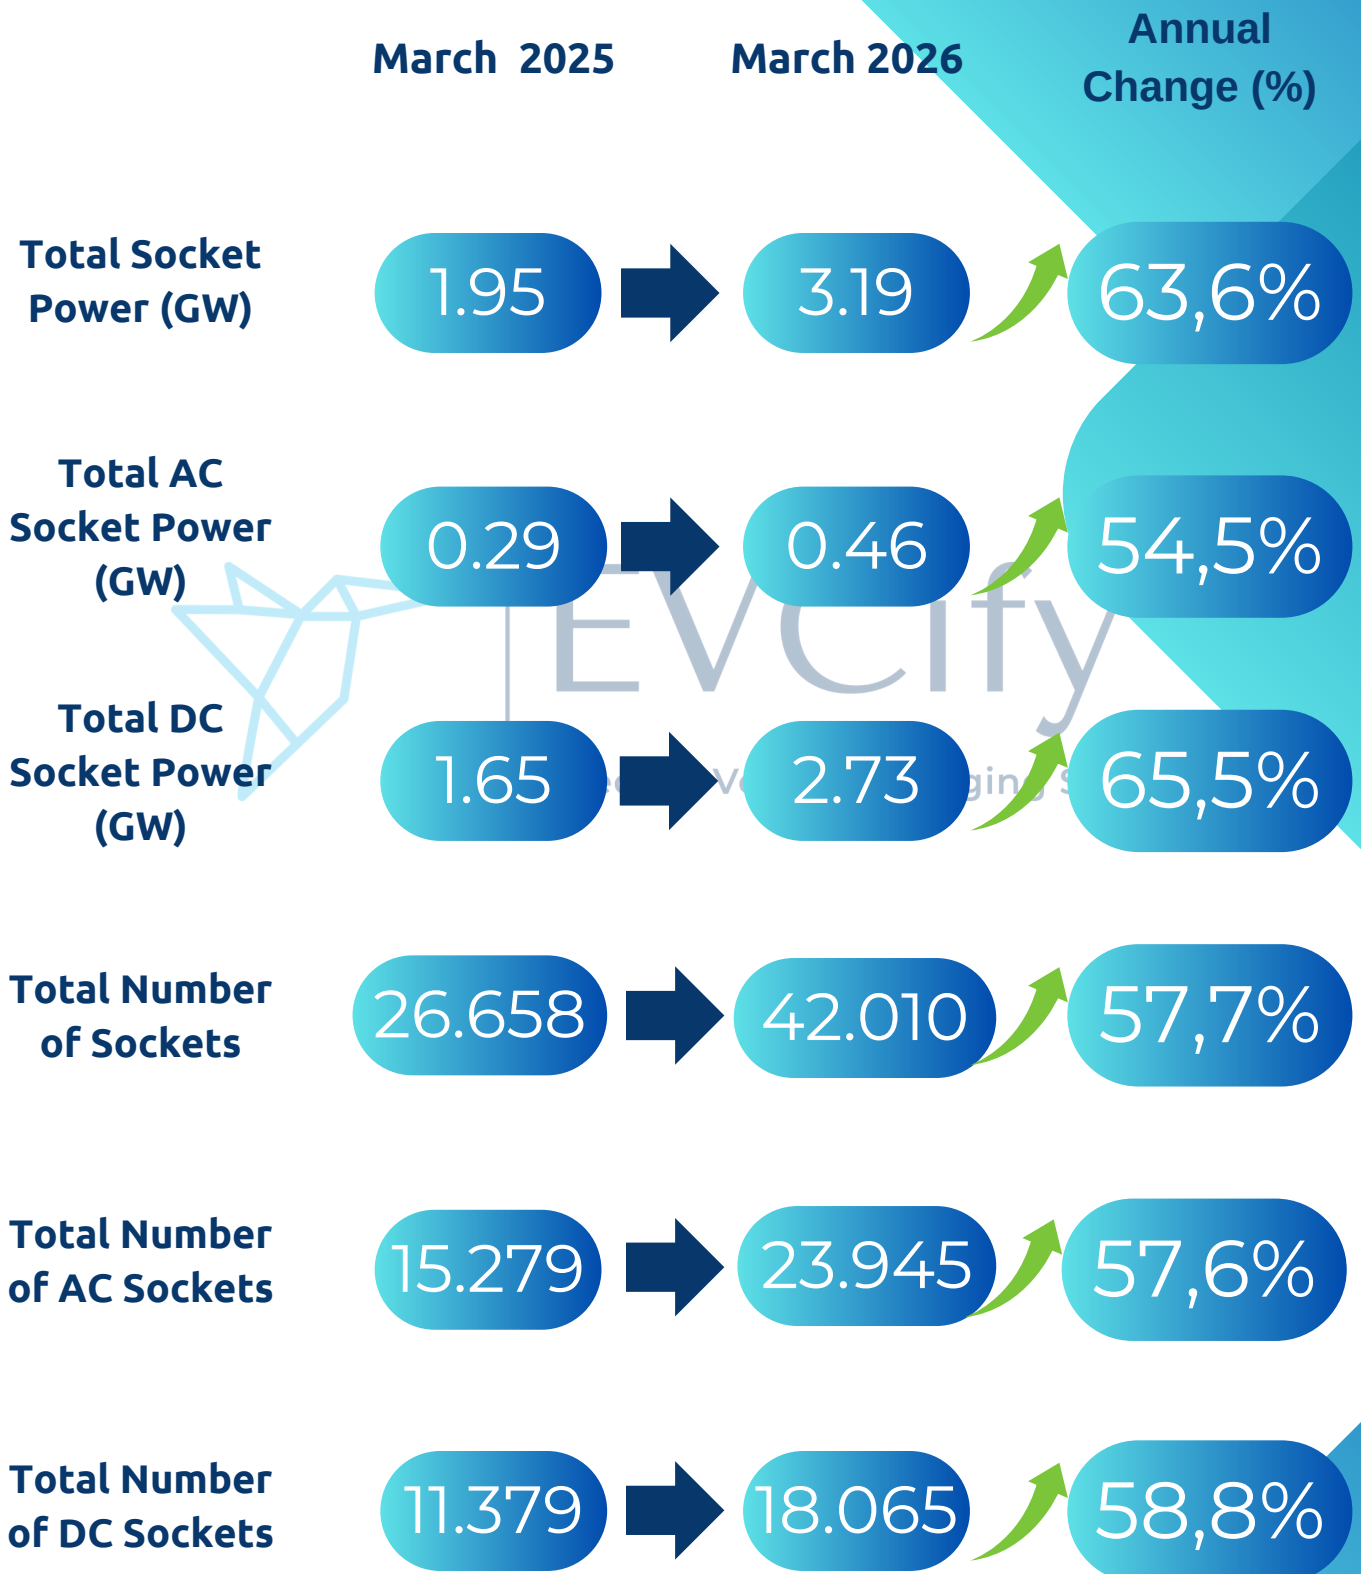 March 2025
March 2026
Annual
Change (%)
Total Socket
Power (GW)
1.95
3.19
63,6%
Total AC
Socket Power
(GW)
0.29
0.46
54,5%
EVCify
Total DC
Socket Power
(GW)
1.65
2.73
65,5%
Total Number
of Sockets
26.658
42.010
57,7%
Total Number
of AC Sockets
15.279
23.945
57,6%
Total Number
of DC Sockets
11.379
18.065
58,8%